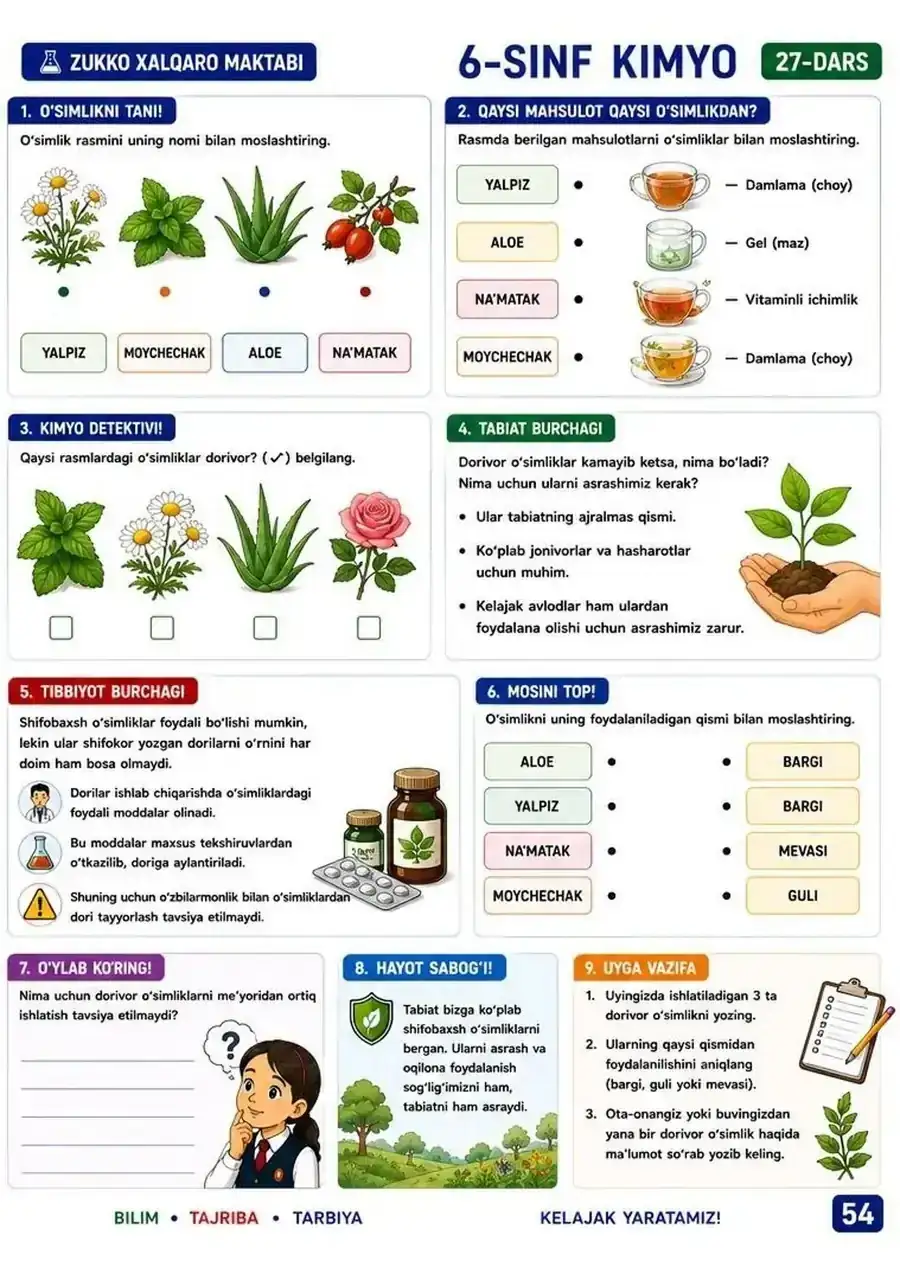 ZUKKO XALQARO MAKTABI
6-SINF KIMYO
27-DARS
1. O‘SIMLIKNI TANI!
O‘simlik rasmini uning nomi bilan moslashtiring.
YALPIZ
MOYCHECHAK
ALOE
NA’MATAK
2. QAYSI MAHSULOT QAYSI O‘SIMLIKDAN?
Rasmda berilgan mahsulotlarni o‘simliklar bilan moslashtiring.
YALPIZ • — Damlama (choy)
ALOE • — Gel (maz)
NA’MATAK • — Vitaminli ichimlik
MOYCHECHAK • — Damlama (choy)
3. KIMYO DETEKTIVI!
Qaysi rasmlardagi o‘simliklar dorivor? (✓) belgilang.
4. TABIAT BURCHAGI
Dorivor o‘simliklar kamayib ketsa, nima bo‘ladi?
Nima uchun ularni asrashimiz kerak?
• Ular tabiatning ajralmas qismi.
• Ko‘plab jonivorlar va hasharotlar
uchun muhim.
• Kelajak avlodlar ham ulardan
foydalana olishi uchun asrashimiz zarur.
5. TIBBIYOT BURCHAGI
Shifobaxsh o‘simliklar foydali bo‘lishi mumkin,
lekin ular shifokor yozgan dorilarni o‘rnini har
doim ham bosa olmaydi.
Dorilar ishlab chiqarishda o‘simliklardagi
foydali moddalar olinadi.
Bu moddalar maxsus tekshiruvlardan
o‘tkazilib, doriga aylantiriladi.
Shuning uchun o‘zbilarmonlik bilan o‘simliklardan
dori tayyorlash tavsiya etilmaydi.
6. MOSINI TOP!
O‘simlikni uning foydalaniladigan qismi bilan moslashtiring.
ALOE • • BARGI
YALPIZ • • BARGI
NA’MATAK • • MEVASI
MOYCHECHAK • • GULI
7. O‘YLAB KO‘RING!
Nima uchun dorivor o‘simliklarni me’yoridan ortiq
ishlatish tavsiya etilmaydi?
?
8. HAYOT SABOG‘I!
Tabiat bizga ko‘plab
shifobaxsh o‘simliklarni
bergan. Ularni asrash va
oqilona foydalanish
sog‘lig‘imizni ham,
tabiatni ham asraydi.
9. UYGA VAZIFA
1. Uyingizda ishlatiladigan 3 ta
dorivor o‘simlikni yozing.
2. Ularning qaysi qismidan
foydalanilishini aniqlang
(bargi, guli yoki mevasi).
3. Ota-onangiz yoki buvingizdan
yana bir dorivor o‘simlik haqida
ma’lumot so‘rab yozib keling.
BILIM • TAJRIBA • TARBIYA
KELAJAK YARATAMIZ!
54